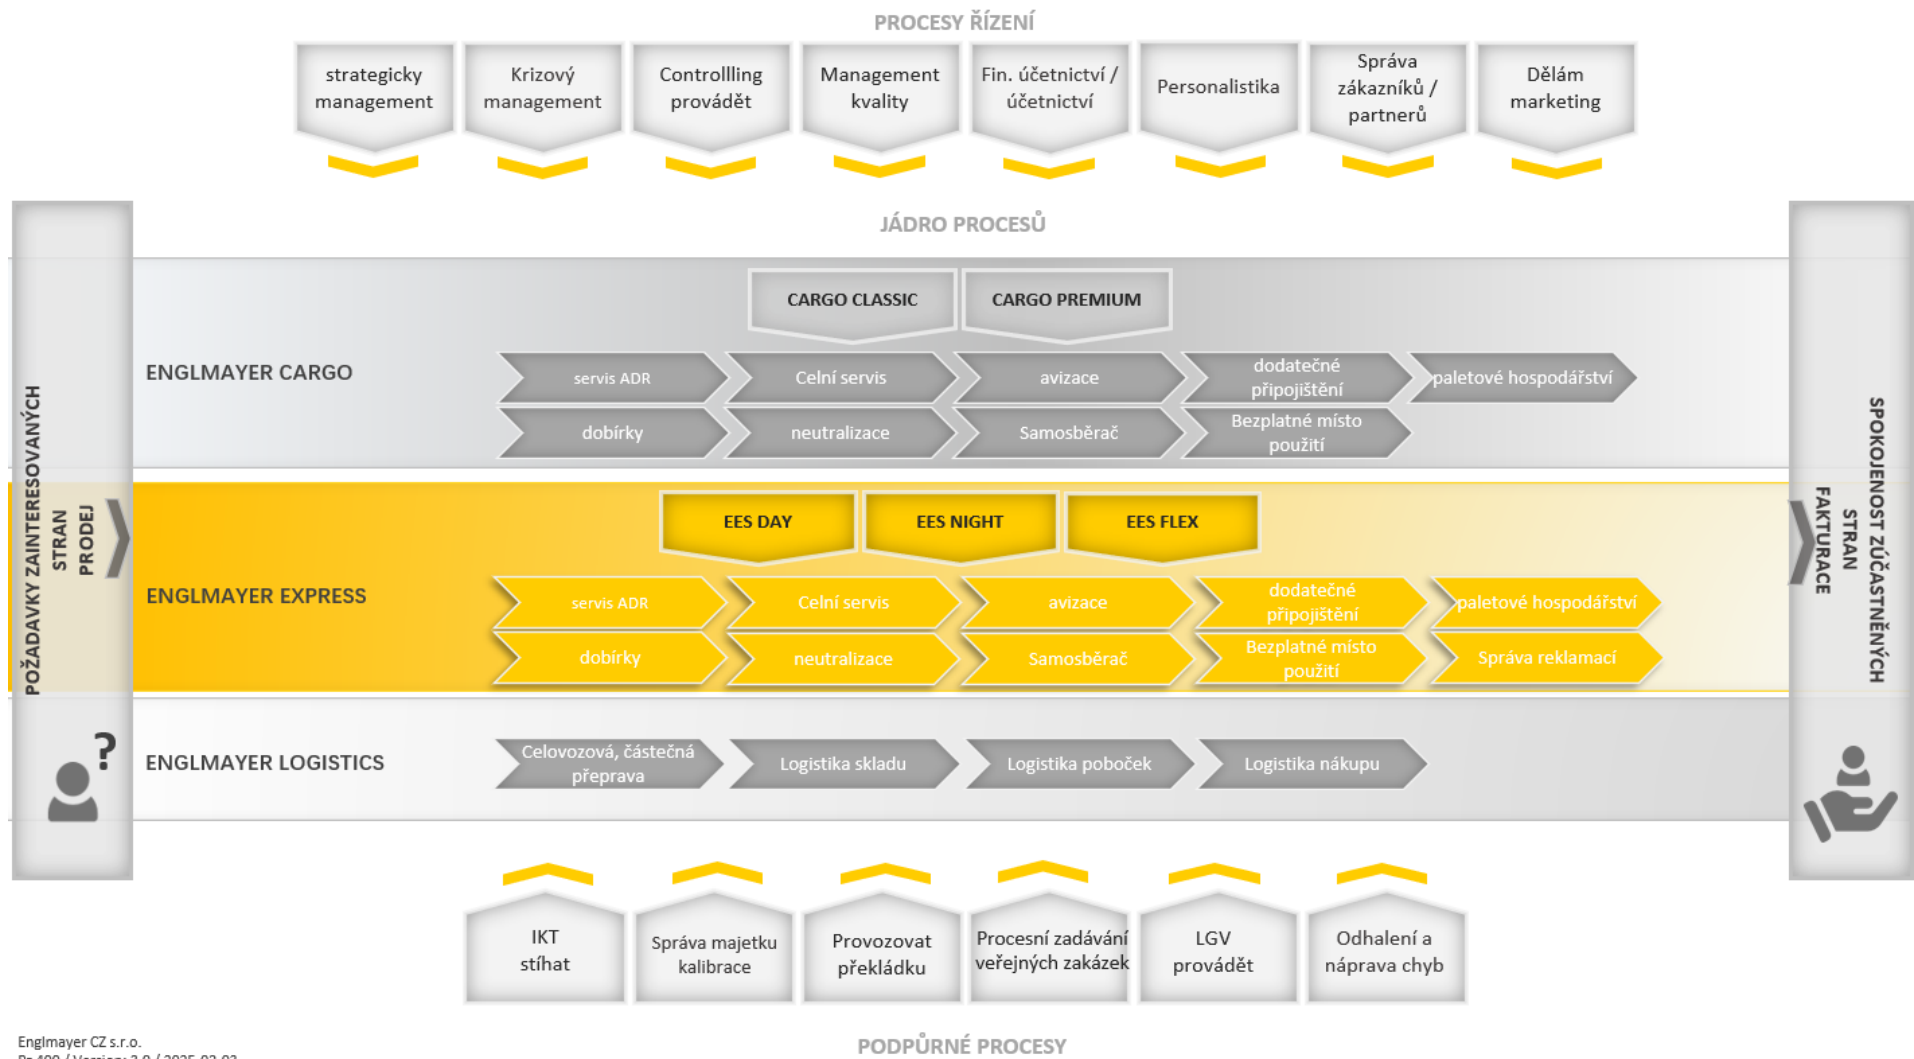 PROCESY ŘÍZENÍ
strategicky
management
Krizový
management
Controllling
provádět
Management
kvality
Fin. účetnictví /
účetnictví
Personalistika
Správa
zákazníků /
partnerů
Dělám
marketing
JÁDRO PROCESŮ
POŽADAVKY ZAINTERESOVANÝCH
STRAN
PRODEJ
?
CARGO CLASSIC
CARGO PREMIUM
ENGLMAYER CARGO
servis ADR
Celní servis
avizace
dodatečné
připojištění
paletové hospodářství
dobírky
neutralizace
Samosběrač
Bezplatné místo
použití
EES DAY
EES NIGHT
EES FLEX
ENGLMAYER EXPRESS
servis ADR
Celní servis
avizace
dodatečné
připojištění
paletové hospodářství
dobírky
neutralizace
Samosběrač
Bezplatné místo
použití
Správa reklamací
ENGLMAYER LOGISTICS
Celovozová, částečná
přeprava
Logistika skladu
Logistika poboček
Logistika nákupu
SPOKOJENOST ZÚČASTNĚNÝCH
STRAN
FAKTURACE
IKT
stíhat
Správa majetku
kalibrace
Provozovat
překládku
Procesní zadávání
veřejných zakázek
LGV
provádět
Odhalení a
náprava chyb
PODPŮRNÉ PROCESY
Englmayer CZ s.r.o.